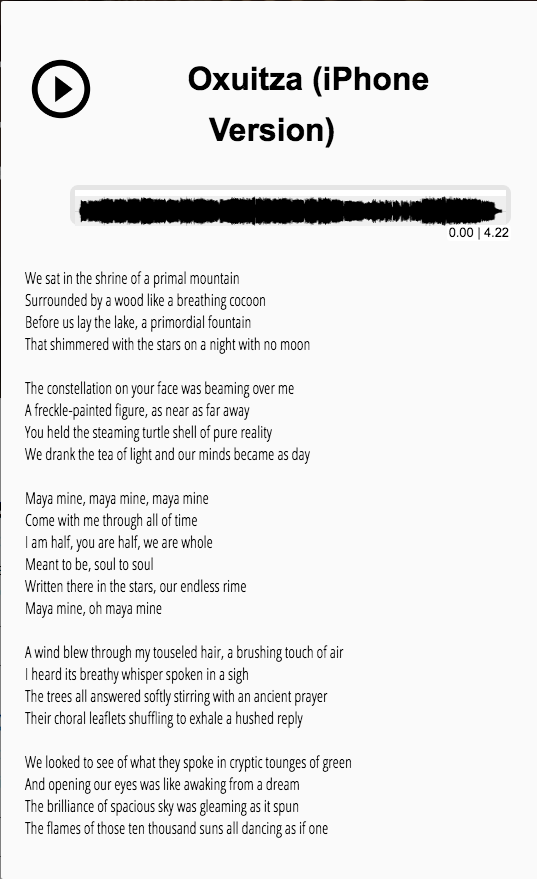 Oxuitza (iPhone
Version)
0.00 | 4.22
We sat in the shrine of a primal mountain
Surrounded by a wood like a breathing cocoon
Before us lay the lake, a primordial fountain
That shimmered with the stars on a night with no moon
The constellation on your face was beaming over me
A freckle-painted figure, as near as far away
You held the steaming turtle shell of pure reality
We drank the tea of light and our minds became as day
Maya mine, maya mine, maya mine
Come with me through all of time
I am half, you are half, we are whole
Meant to be, soul to soul
Written there in the stars, our endless rime
Maya mine, oh maya mine
A wind blew through my touseled hair, a brushing touch of air
I heard its breathy whisper spoken in a sigh
The trees all answered softly stirring with an ancient prayer
Their choral leaflets shuffling to exhale a hushed reply
We looked to see of what they spoke in cryptic tounges of green
And opening our eyes was like awaking from a dream
The brilliance of spacious sky was gleaming as it spun
The flames of those ten thousand suns all dancing as if one